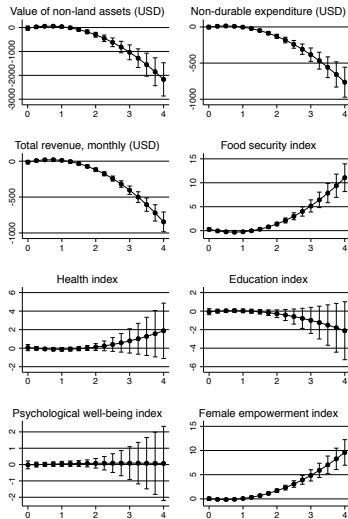 Value of non-land assets (USD)
0
-1000
-2000
-3000
0 1 2 3 4
Non-durable expenditure (USD)
0
-500
-1000
0 1 2 3 4
Total revenue, monthly (USD)
0
-500
-1000
0 1 2 3 4
Food security index
15
10
5
0
0 1 2 3 4
Health index
6
4
2
0
-2
0 1 2 3 4
Education index
2
0
-2
-4
-6
0 1 2 3 4
Psychological well-being index
2
1
0
-1
-2
0 1 2 3 4
Female empowerment index
15
10
5
0
0 1 2 3 4